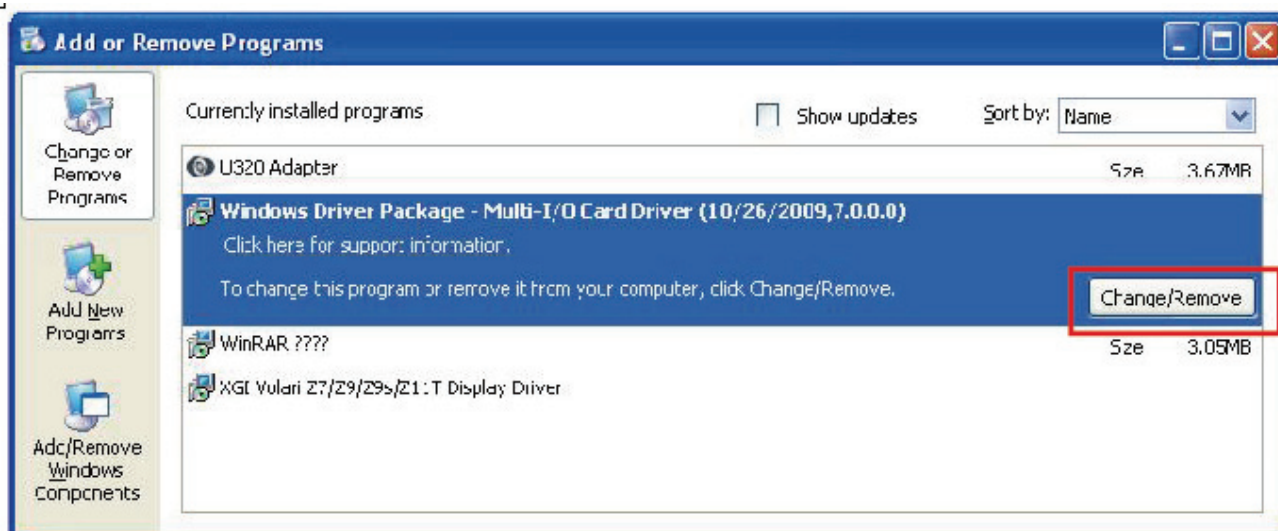 Add or Remove Programs
Change or
Remove
Programs
Add New
Programs
Add/Remove
Windows
Components
Currently installed programs
Show updates
Sort by: Name
U320 Adapter Size 3.67MB
Windows Driver Package - Multi-I/O Card Driver (10/26/2009,7.0.0.0)
Click here for support information.
To change this program or remove it from your computer, click Change/Remove.
Change/Remove
WinRAR ???? Size 3.05MB
XGI Volari Z7/Z9/Z9s/Z11T Display Driver